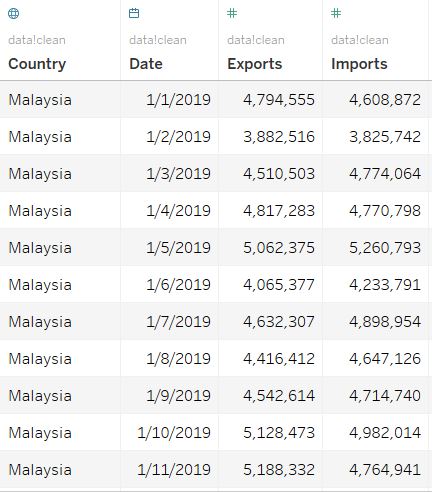 data!clean data!clean data!clean data!clean
Country Date Exports Imports
Malaysia 1/1/2019 4,794,555 4,608,872
Malaysia 1/2/2019 3,882,516 3,825,742
Malaysia 1/3/2019 4,510,503 4,774,064
Malaysia 1/4/2019 4,817,283 4,770,798
Malaysia 1/5/2019 5,062,375 5,260,793
Malaysia 1/6/2019 4,065,377 4,233,791
Malaysia 1/7/2019 4,632,307 4,898,954
Malaysia 1/8/2019 4,416,412 4,647,126
Malaysia 1/9/2019 4,542,614 4,714,740
Malaysia 1/10/2019 5,128,473 4,982,014
Malaysia 1/11/2019 5,188,332 4,764,941